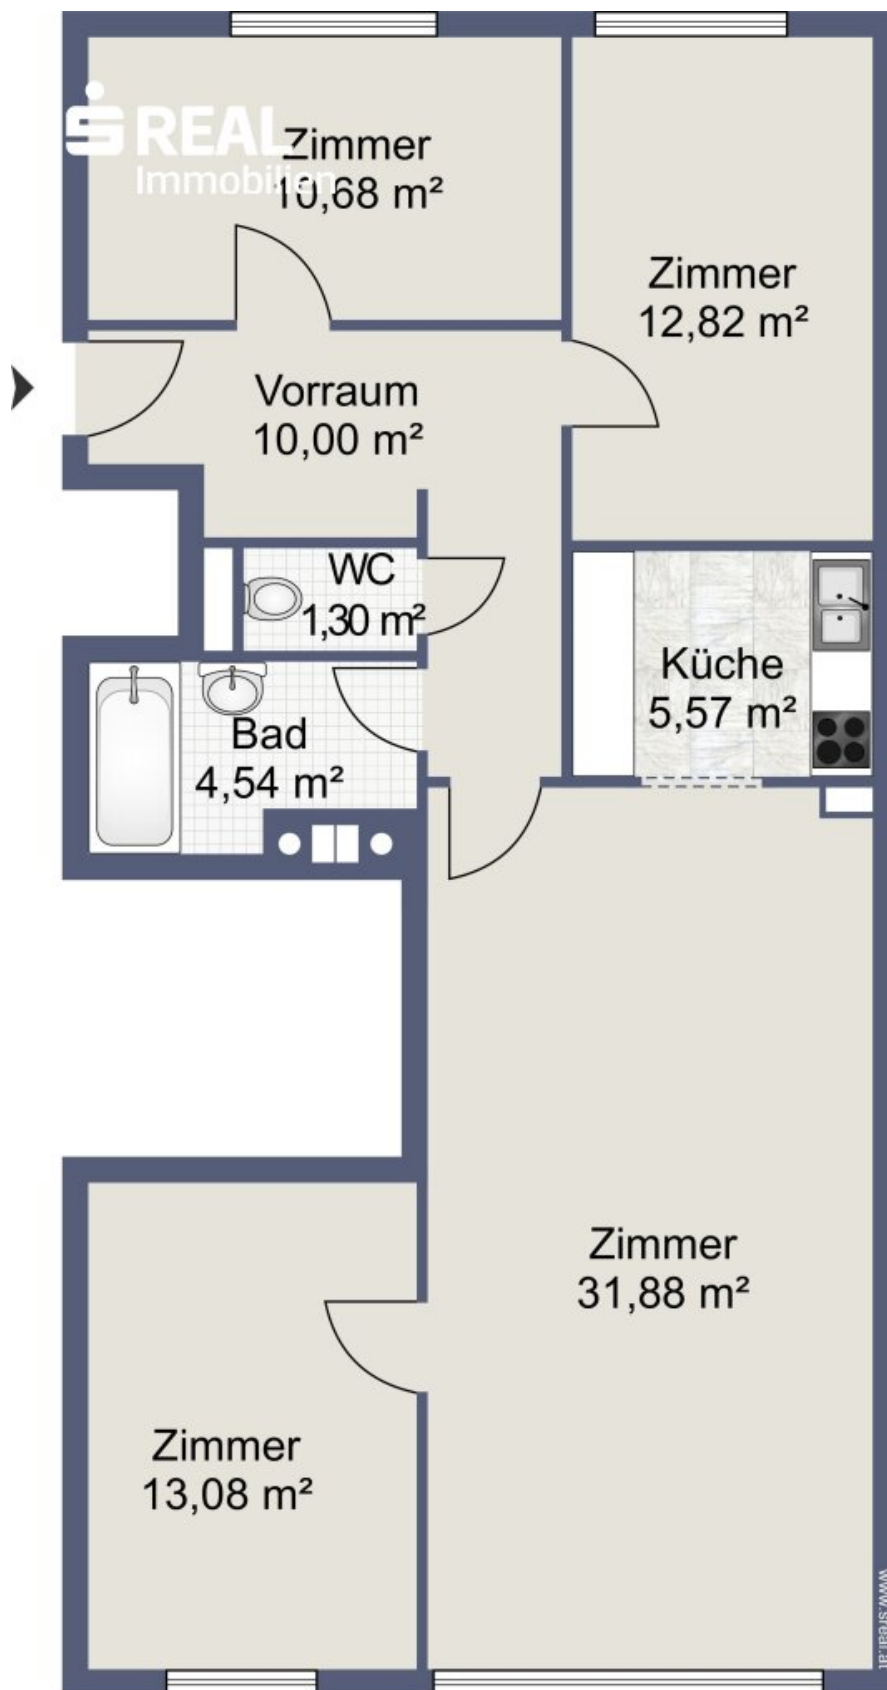 S REAL
Immobilien
Zimmer
10,68 m²
Zimmer
12,82 m²
Vorraum
10,00 m²
WC
1,30 m²
Küche
5,57 m²
Bad
4,54 m²
Zimmer
31,88 m²
Zimmer
13,08 m²
www.sreal.at